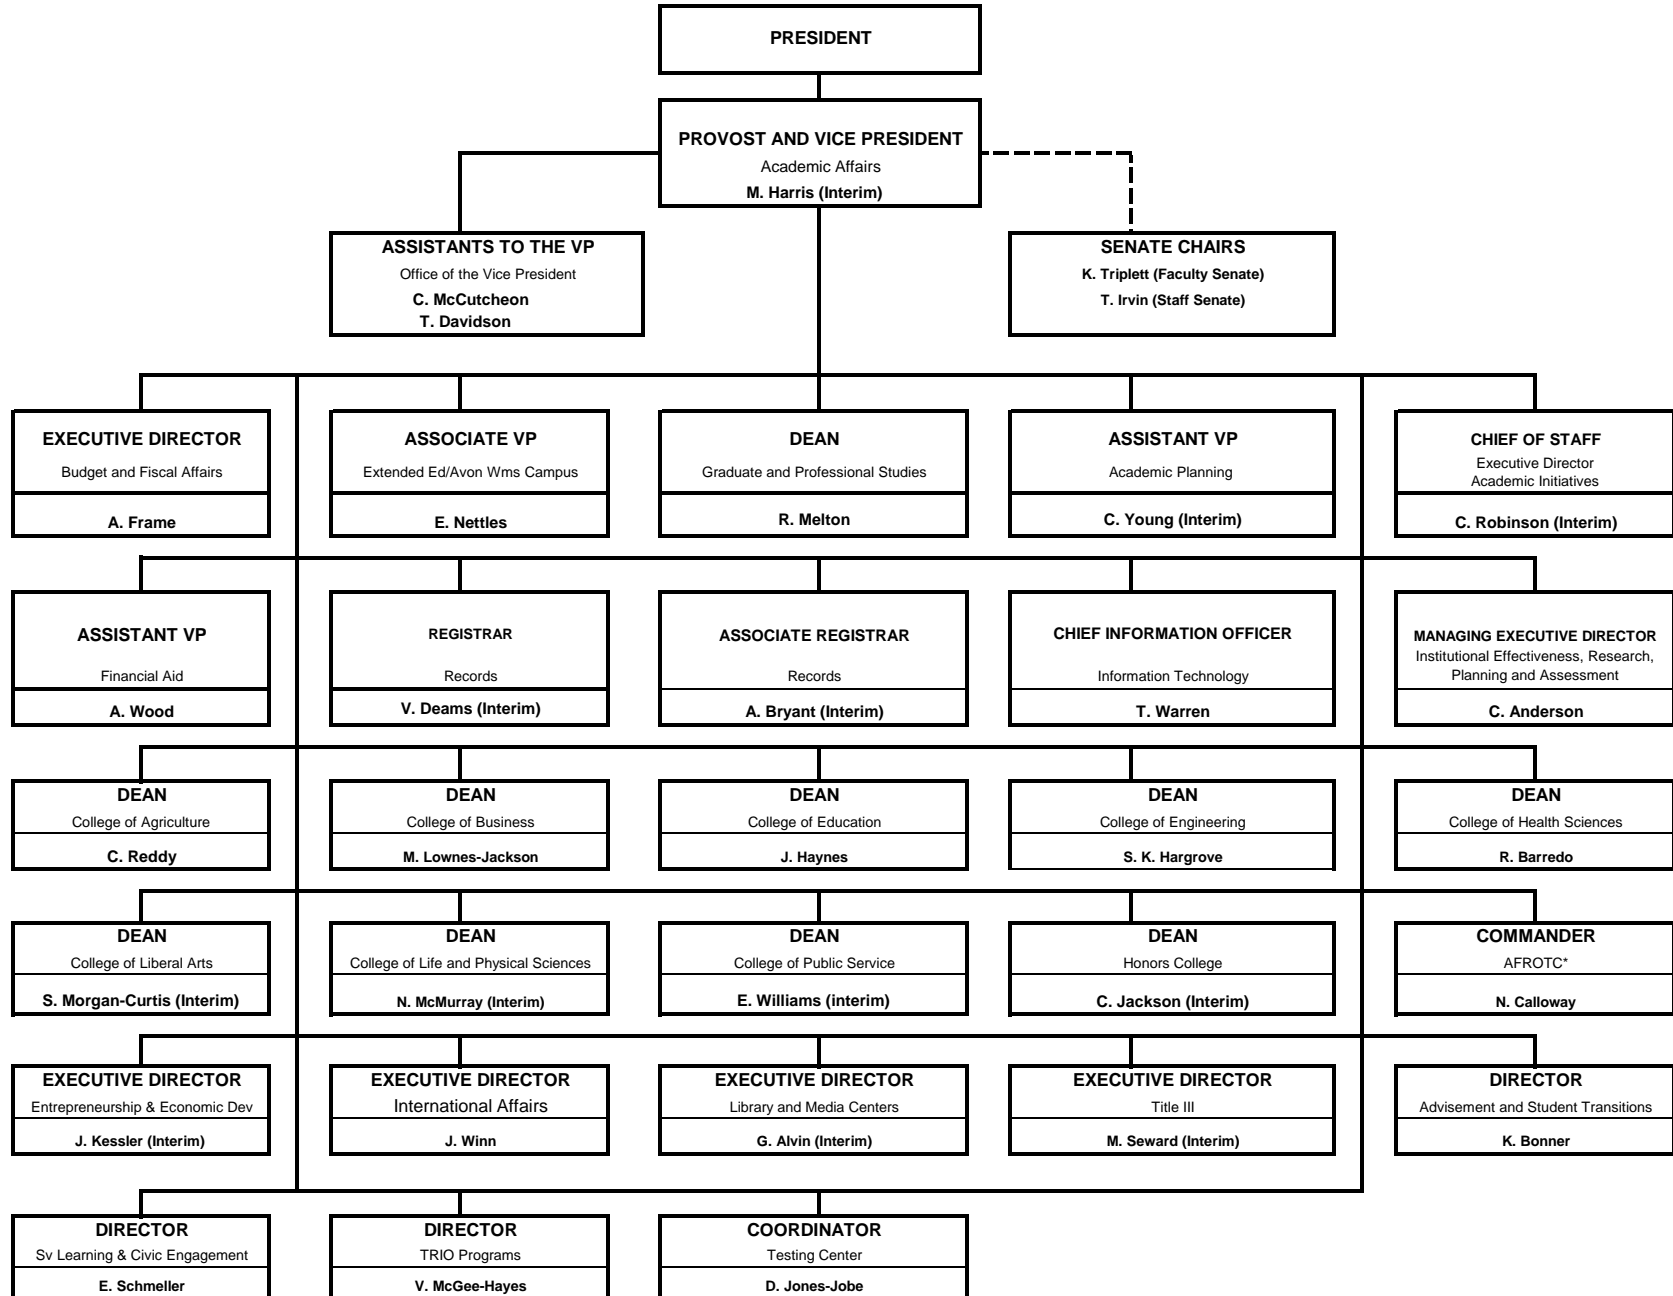 PRESIDENT
PROVOST AND VICE PRESIDENT
Academic Affairs
M. Harris (Interim)
ASSISTANTS TO THE VP
Office of the Vice President
C. McCutcheon
T. Davidson
SENATE CHAIRS
K. Triplett (Faculty Senate)
T. Irvin (Staff Senate)
EXECUTIVE DIRECTOR
Budget and Fiscal Affairs
A. Frame
ASSOCIATE VP
Extended Ed/Avon Wms Campus
E. Nettles
DEAN
Graduate and Professional Studies
R. Melton
ASSISTANT VP
Academic Planning
C. Young (Interim)
CHIEF OF STAFF
Executive Director
Academic Initiatives
C. Robinson (Interim)
ASSISTANT VP
Financial Aid
A. Wood
REGISTRAR
Records
V. Deams (Interim)
ASSOCIATE REGISTRAR
Records
A. Bryant (Interim)
CHIEF INFORMATION OFFICER
Information Technology
T. Warren
MANAGING EXECUTIVE DIRECTOR
Institutional Effectiveness, Research,
Planning and Assessment
C. Anderson
DEAN
College of Agriculture
C. Reddy
DEAN
College of Business
M. Lownes-Jackson
DEAN
College of Education
J. Haynes
DEAN
College of Engineering
S. K. Hargrove
DEAN
College of Health Sciences
R. Barredo
DEAN
College of Liberal Arts
S. Morgan-Curtis (Interim)
DEAN
College of Life and Physical Sciences
N. McMurray (Interim)
DEAN
College of Public Service
E. Williams (interim)
DEAN
Honors College
C. Jackson (Interim)
COMMANDER
AFROTC*
N. Calloway
EXECUTIVE DIRECTOR
Entrepreneurship & Economic Dev
J. Kessler (Interim)
EXECUTIVE DIRECTOR
International Affairs
J. Winn
EXECUTIVE DIRECTOR
Library and Media Centers
G. Alvin (Interim)
EXECUTIVE DIRECTOR
Title III
M. Seward (Interim)
DIRECTOR
Advisement and Student Transitions
K. Bonner
DIRECTOR
Sv Learning & Civic Engagement
E. Schmeller
DIRECTOR
TRIO Programs
V. McGee-Hayes
COORDINATOR
Testing Center
D. Jones-Jobe